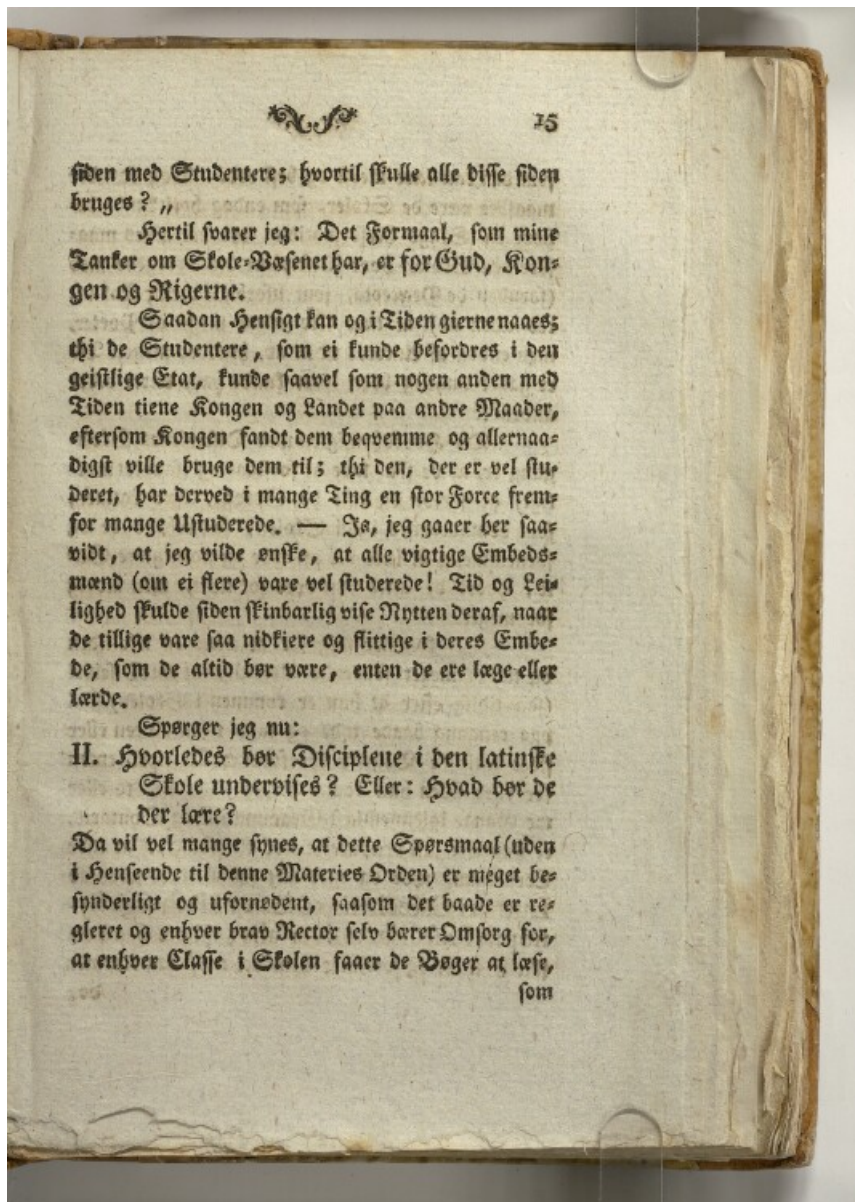 15
siden med Studentere; hvortil skulle alle disse siden
bruges? „
Hertil svarer jeg: Det Formaal, som mine
Tanker om Skole-Væsenet har, er for Gud, Kon-
gen og Rigerne.
Saadan Hensigt kan og i Tiden gierne naaes;
thi de Studentere, som ei kunde befordres i den
geistlige Etat, kunde saavel som nogen anden med
Tiden tiene Kongen og Landet paa andre Maader,
eftersom Kongen fandt dem beqvemme og allernaa-
digst ville bruge dem til; thi den, der er vel stu-
deret, har derved i mange Ting en stor Force frem-
for mange Ustuderede. — Ja, jeg gaaer her saa-
vidt, at jeg vilde ønske, at alle vigtige Embeds-
mænd (om ei flere) vare vel studerede! Tid og Lei-
lighed skulde siden skinbarlig vise Nytten deraf, naar
de tillige vare saa nidkiere og flittige i deres Embe-
de, som de altid bør være, enten de ere læge eller
lærde.
Spørger jeg nu:
II. Hvorledes bør Disciplene i den latinske
Skole undervises? Eller: Hvad bør de
der lære?
Da vil vel mange synes, at dette Spørsmaal (uden
i Henseende til denne Materies Orden) er meget be-
synderligt og ufornødent, saasom det baade er re-
gleret og enhver brav Rector selv bærer Omsorg for,
at enhver Classe i Skolen faaer de Bøger at læse,
som